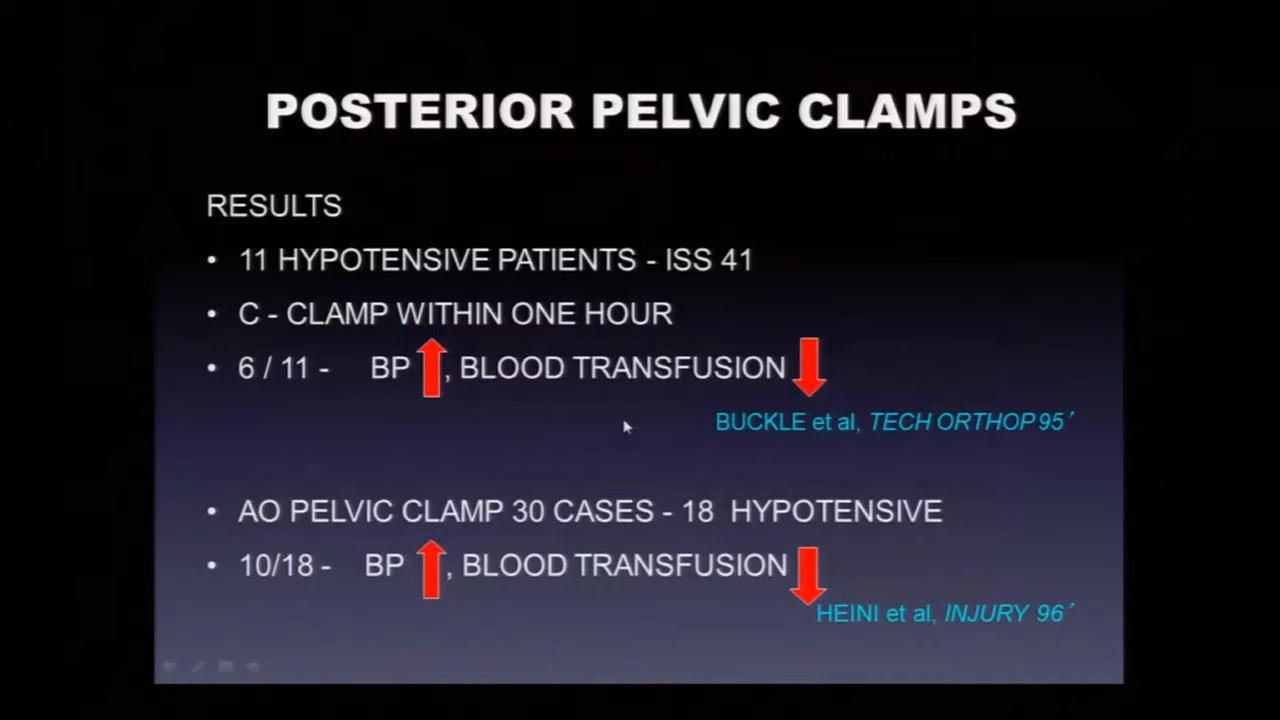 POSTERIOR PELVIC CLAMPS
RESULTS
• 11 HYPOTENSIVE PATIENTS - ISS 41
• C - CLAMP WITHIN ONE HOUR
• 6 / 11 - BP , BLOOD TRANSFUSION
BUCKLE et al, TECH ORTHOP 95’
• AO PELVIC CLAMP 30 CASES - 18 HYPOTENSIVE
• 10/18 - BP , BLOOD TRANSFUSION
HEINI et al, INJURY 96’